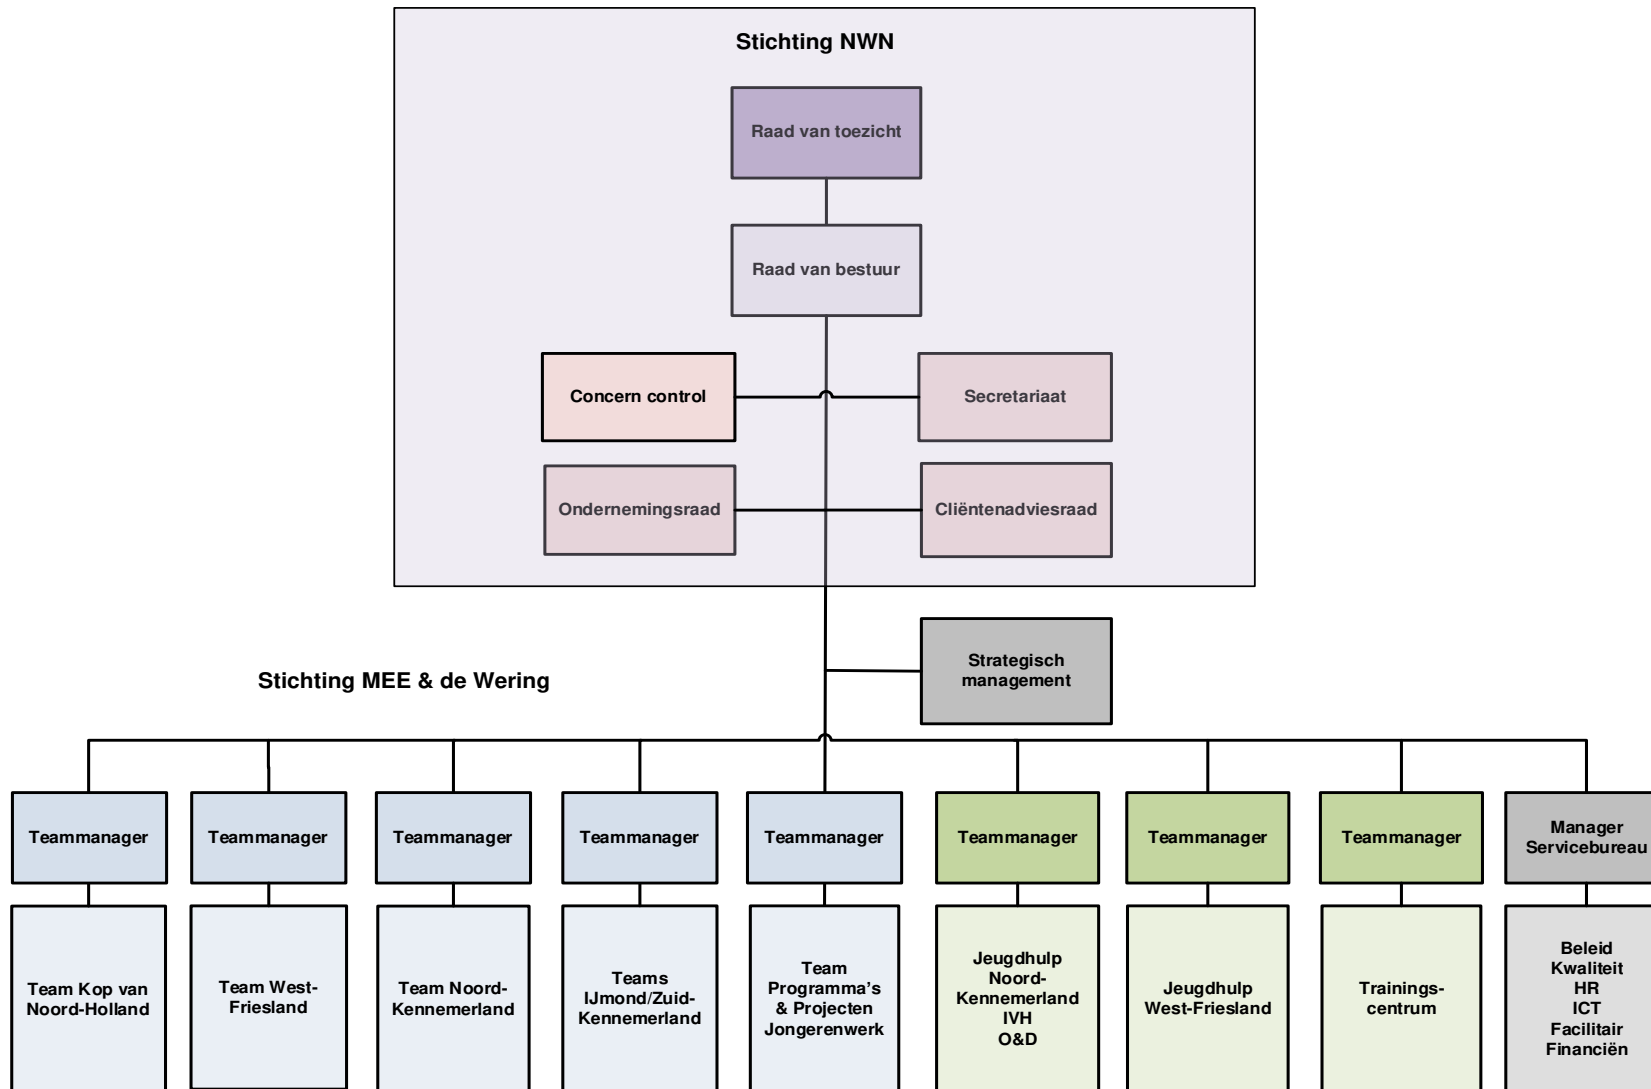 Stichting NWN
Raad van toezicht
Raad van bestuur
Concern control
Secretariaat
Ondernemingsraad
Cliëntenadviesraad
Strategisch
management
Stichting MEE & de Wering
Teammanager
Teammanager
Teammanager
Teammanager
Teammanager
Teammanager
Teammanager
Teammanager
Manager
Servicebureau
Team Kop van
Noord-Holland
Team West-
Friesland
Team Noord-
Kennemerland
Teams
IJmond/Zuid-
Kennemerland
Team
Programma's
& Projecten
Jongerenwerk
Jeugdhulp
Noord-
Kennemerland
IVH
O&D
Jeugdhulp
West-Friesland
Trainings-
centrum
Beleid
Kwaliteit
HR
ICT
Facilitair
Financiën